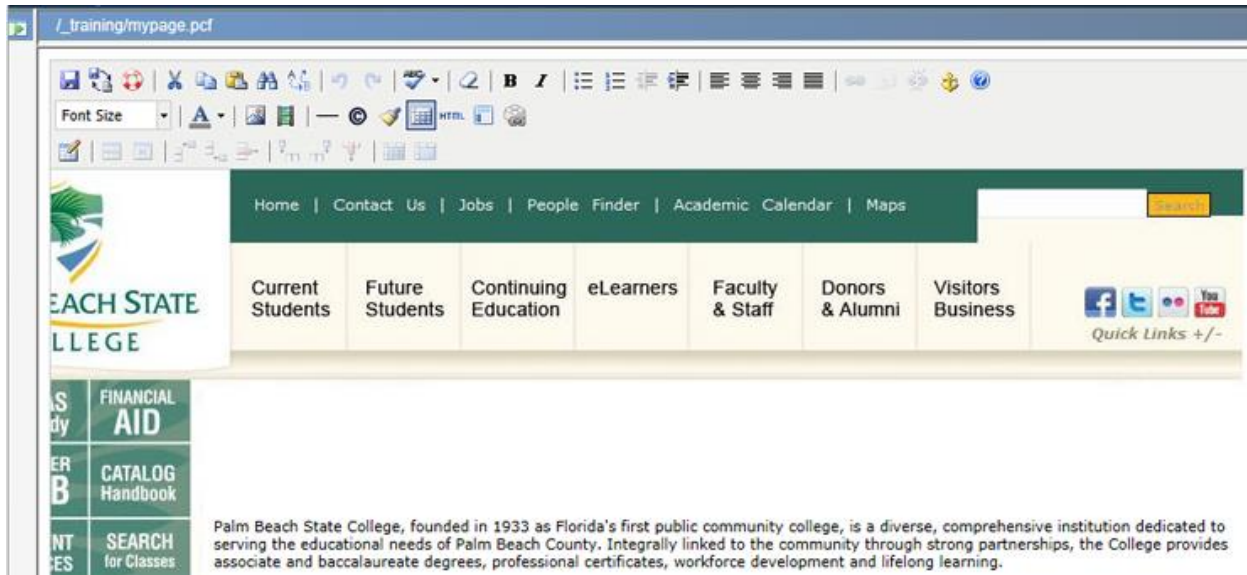 /_training/mypage.pcf
Font Size
HTML
Home | Contact Us | Jobs | People Finder | Academic Calendar | Maps
Search
Current Students
Future Students
Continuing Education
eLearners
Faculty & Staff
Donors & Alumni
Visitors Business
You Tube
Quick Links +/-
EACH STATE
LLEGE
FINANCIAL
AID
CATALOG
Handbook
SEARCH
for Classes
Palm Beach State College, founded in 1933 as Florida's first public community college, is a diverse, comprehensive institution dedicated to
serving the educational needs of Palm Beach County. Integrally linked to the community through strong partnerships, the College provides
associate and baccalaureate degrees, professional certificates, workforce development and lifelong learning.